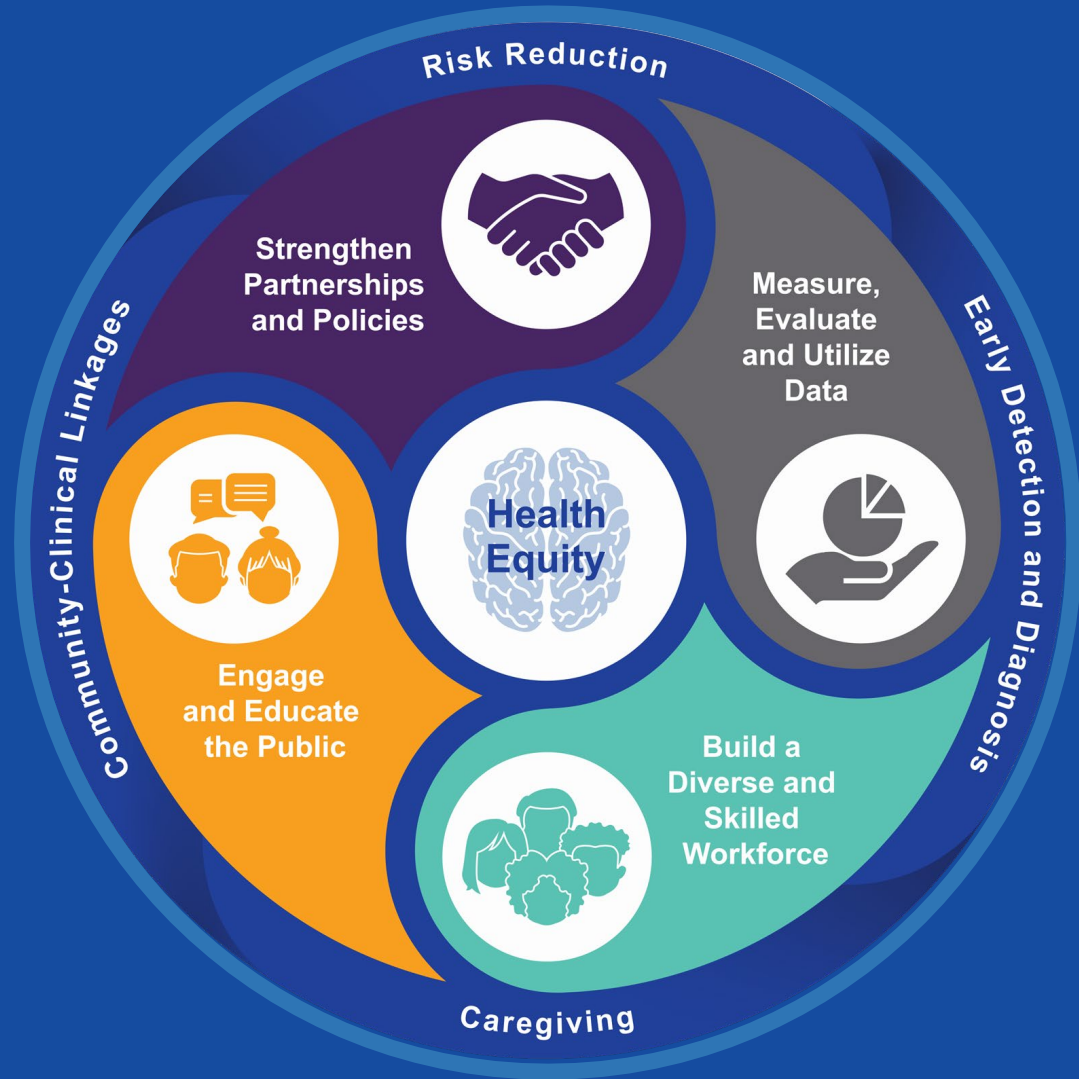 Risk Reduction
Strengthen
Partnerships
and Policies
Measure,
Evaluate
and Utilize
Data
Community-Clinical Linkages
Early Detection and Diagnosis
Health
Equity
Engage
and Educate
the Public
Build a
Diverse and
Skilled
Workforce
Caregiving